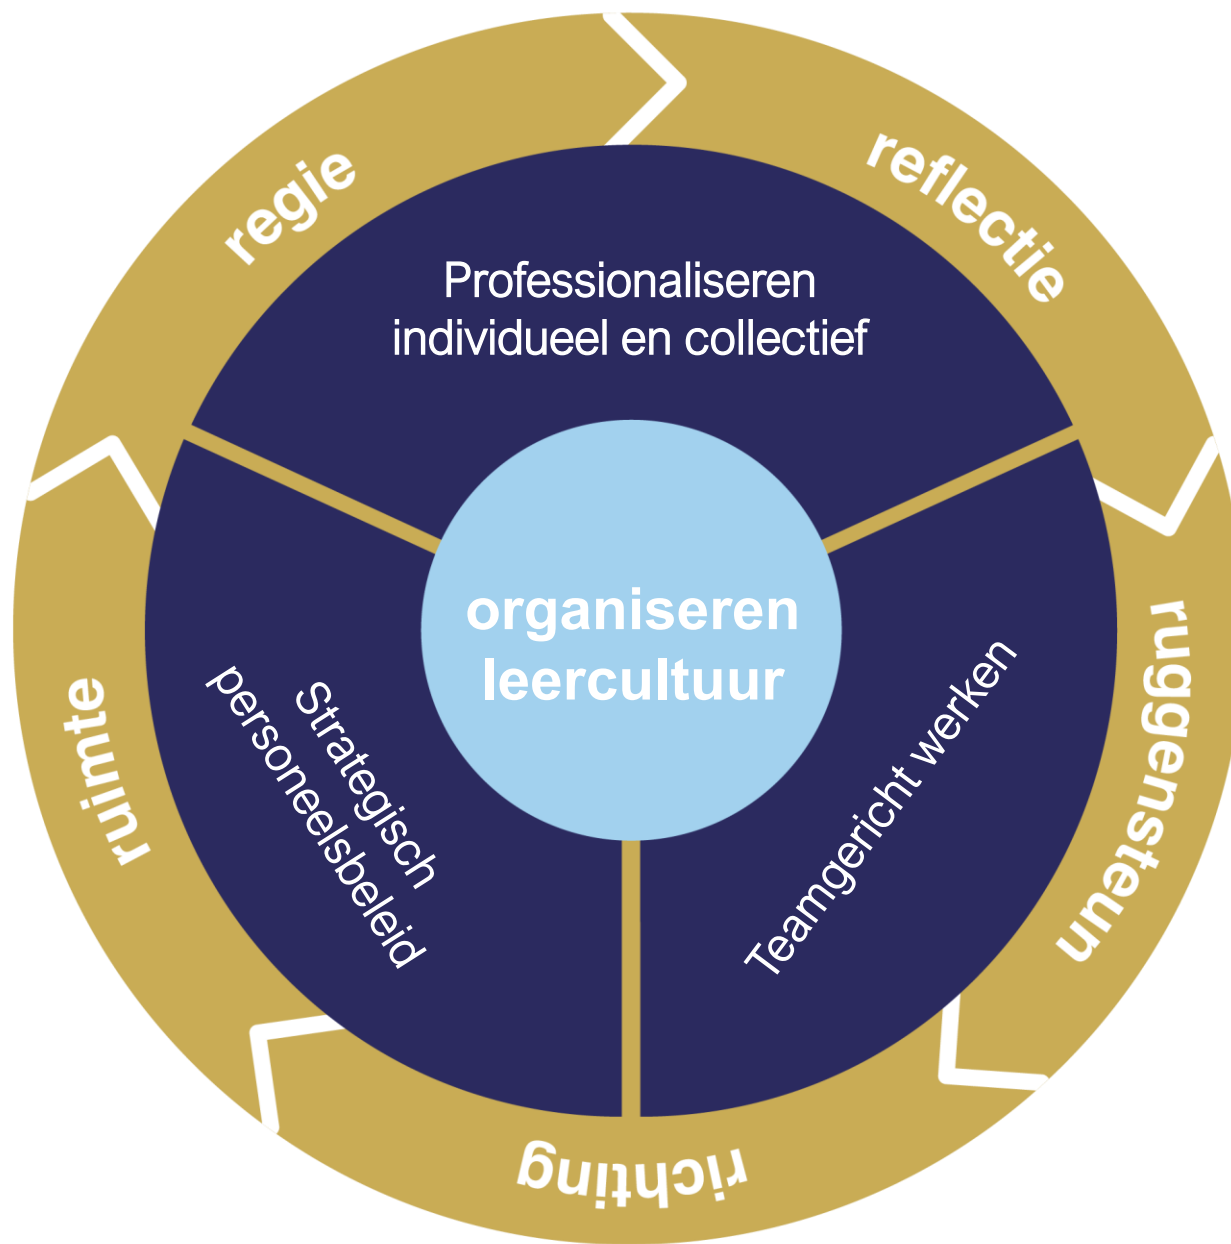 regie
reflectie
ruggensteun
richting
ruimte
Professionaliseren
individueel en collectief
Teamgericht werken
Strategisch
personeelsbeleid
organiseren
leercultuur